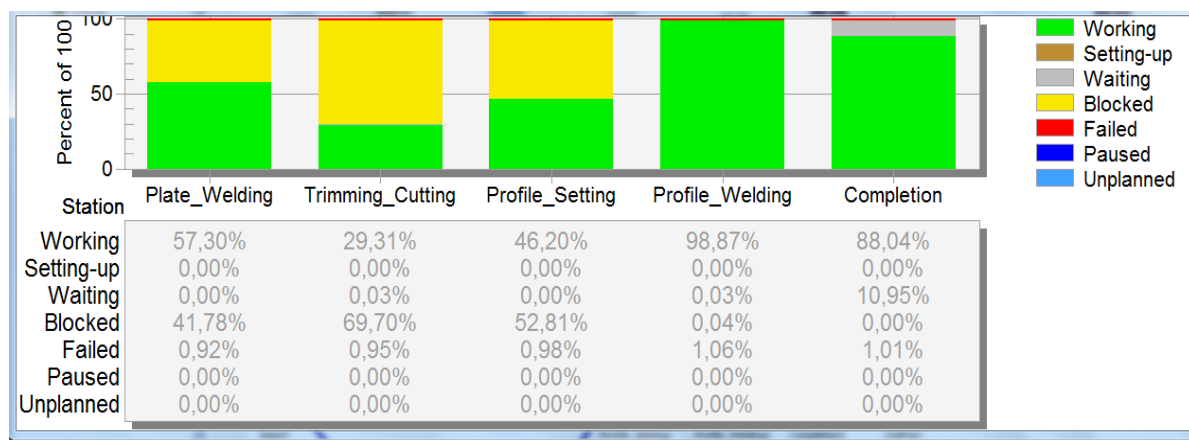 Percent of 100
100
50
0
Working
Setting-up
Waiting
Blocked
Failed
Paused
Unplanned
Station Plate_Welding Trimming_Cutting Profile_Setting Profile_Welding Completion
Working 57,30% 29,31% 46,20% 98,87% 88,04%
Setting-up 0,00% 0,00% 0,00% 0,00% 0,00%
Waiting 0,00% 0,03% 0,00% 0,03% 10,95%
Blocked 41,78% 69,70% 52,81% 0,04% 0,00%
Failed 0,92% 0,95% 0,98% 1,06% 1,01%
Paused 0,00% 0,00% 0,00% 0,00% 0,00%
Unplanned 0,00% 0,00% 0,00% 0,00% 0,00%